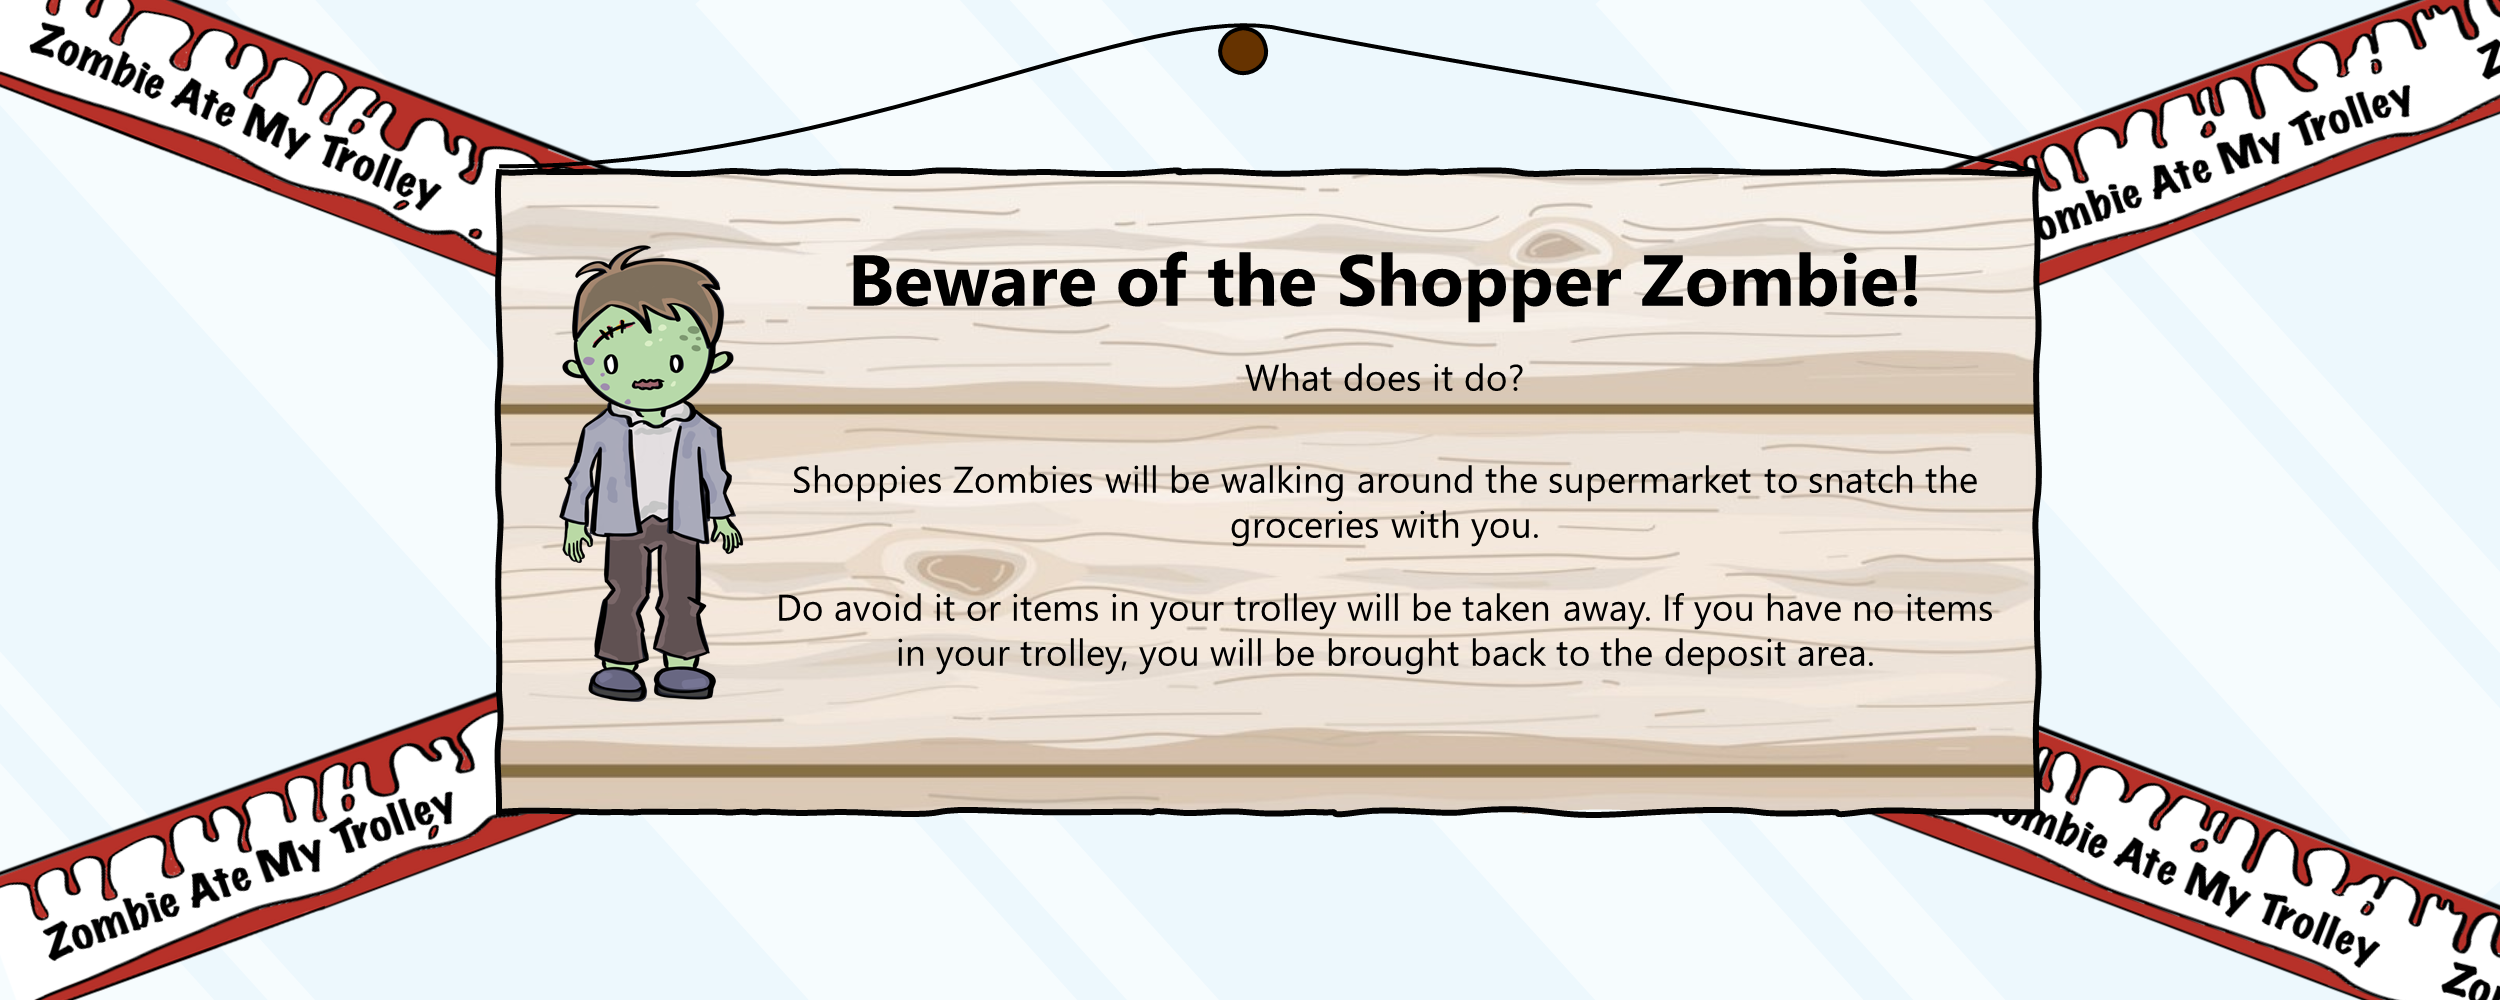 Zombie Ate My Trolley
Zombie Ate My Trolley
Beware of the Shopper Zombie!
What does it do?
Shoppies Zombies will be walking around the supermarket to snatch the
groceries with you.
Do avoid it or items in your trolley will be taken away. If you have no items
in your trolley, you will be brought back to the deposit area.
Zombie Ate My Trolley
ombie Ate My Trolley
Zo